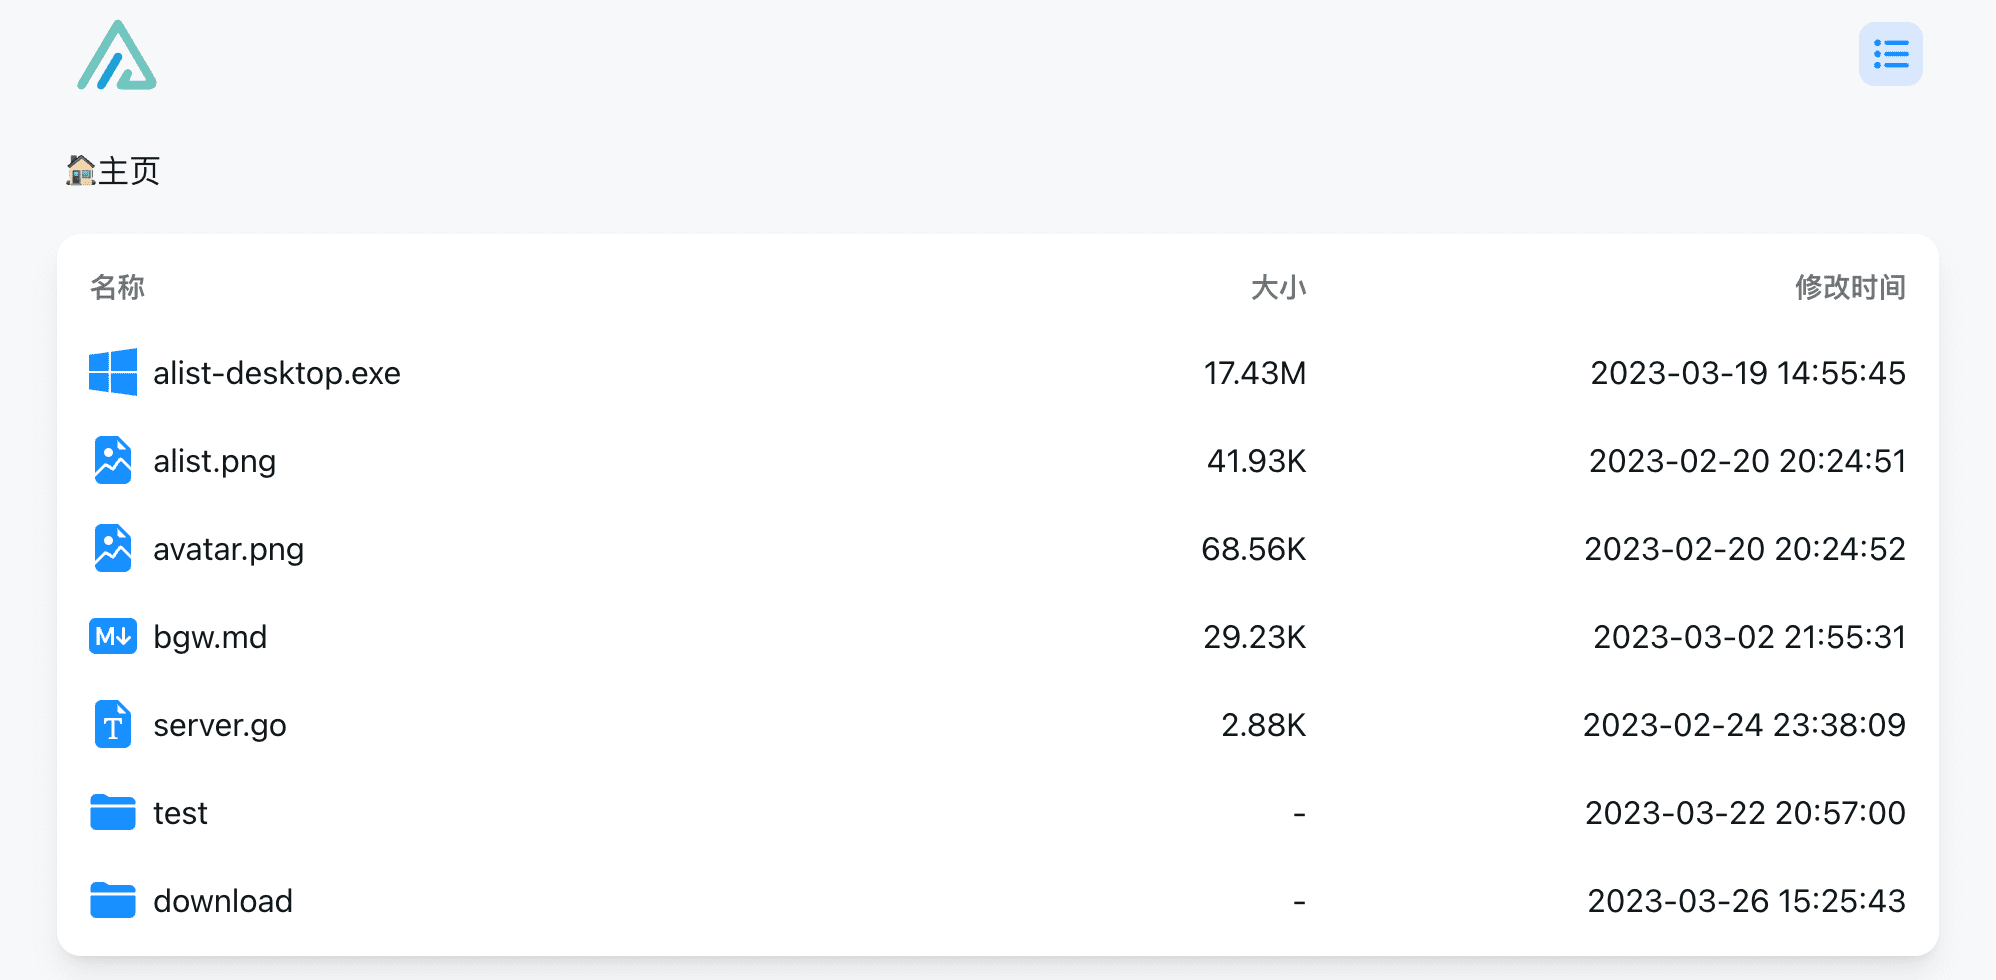 主页
名称 大小 修改时间
alist-desktop.exe 17.43M 2023-03-19 14:55:45
alist.png 41.93K 2023-02-20 20:24:51
avatar.png 68.56K 2023-02-20 20:24:52
M↓ bgw.md 29.23K 2023-03-02 21:55:31
T server.go 2.88K 2023-02-24 23:38:09
test - 2023-03-22 20:57:00
download - 2023-03-26 15:25:43